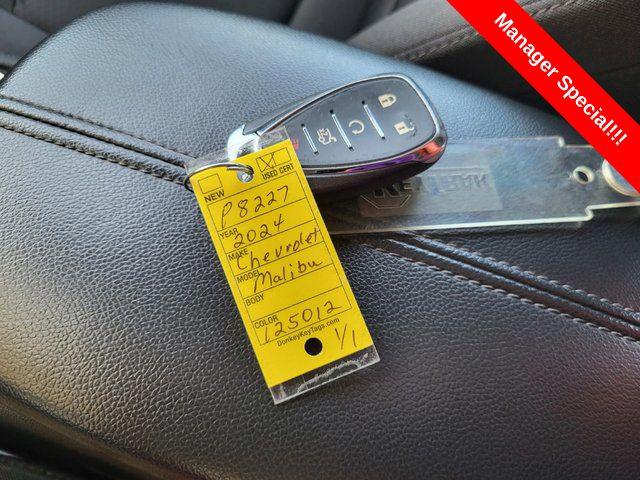 Manager Special!!!
KEYTRAK
NEW
USED CERT
P8227
YEAR 2024
MAKE Chevrolet
MODEL Malibu
BODY
COLOR 125012
DonkeyKeyTags.com
1/1